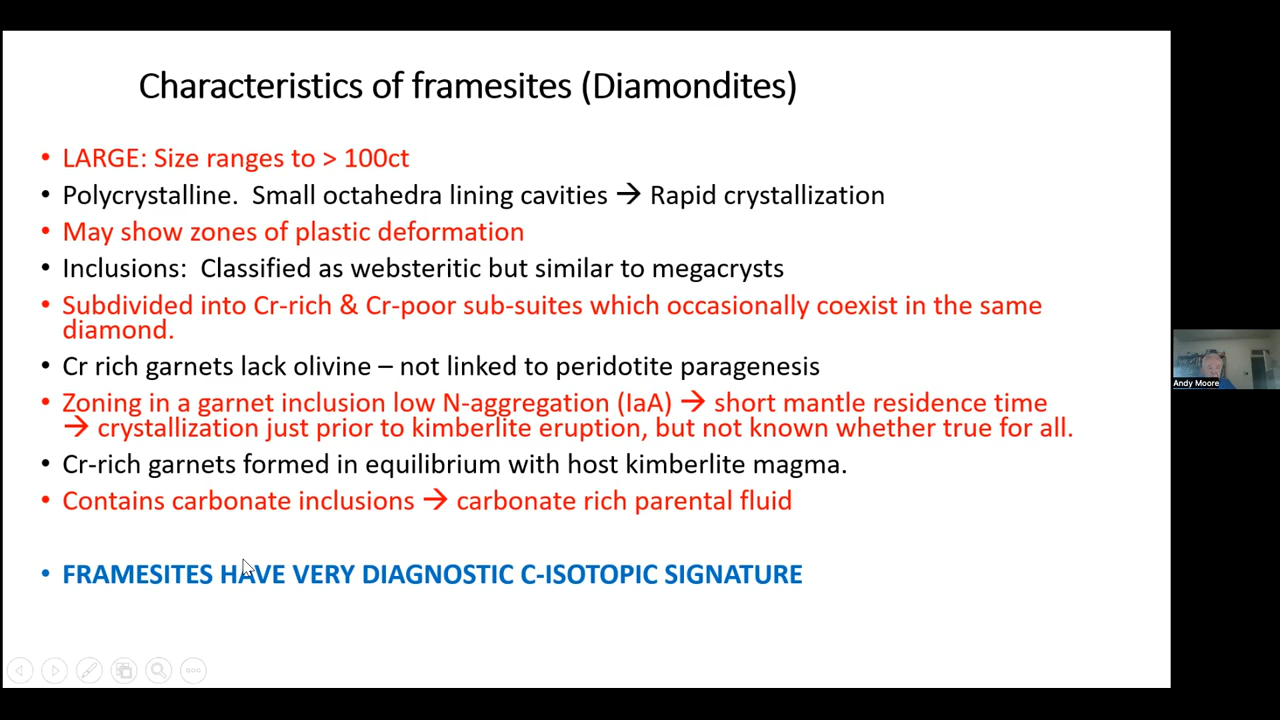 Characteristics of framesites (Diamondites)
• LARGE: Size ranges to > 100ct
• Polycrystalline.  Small octahedra lining cavities → Rapid crystallization
• May show zones of plastic deformation
• Inclusions:  Classified as websteritic but similar to megacrysts
• Subdivided into Cr-rich & Cr-poor sub-suites which occasionally coexist in the same
diamond.
• Cr rich garnets lack olivine – not linked to peridotite paragenesis
• Zoning in a garnet inclusion low N-aggregation (IaA) → short mantle residence time
→ crystallization just prior to kimberlite eruption, but not known whether true for all.
• Cr-rich garnets formed in equilibrium with host kimberlite magma.
• Contains carbonate inclusions → carbonate rich parental fluid
• FRAMESITES HAVE VERY DIAGNOSTIC C-ISOTOPIC SIGNATURE
Andy Moore